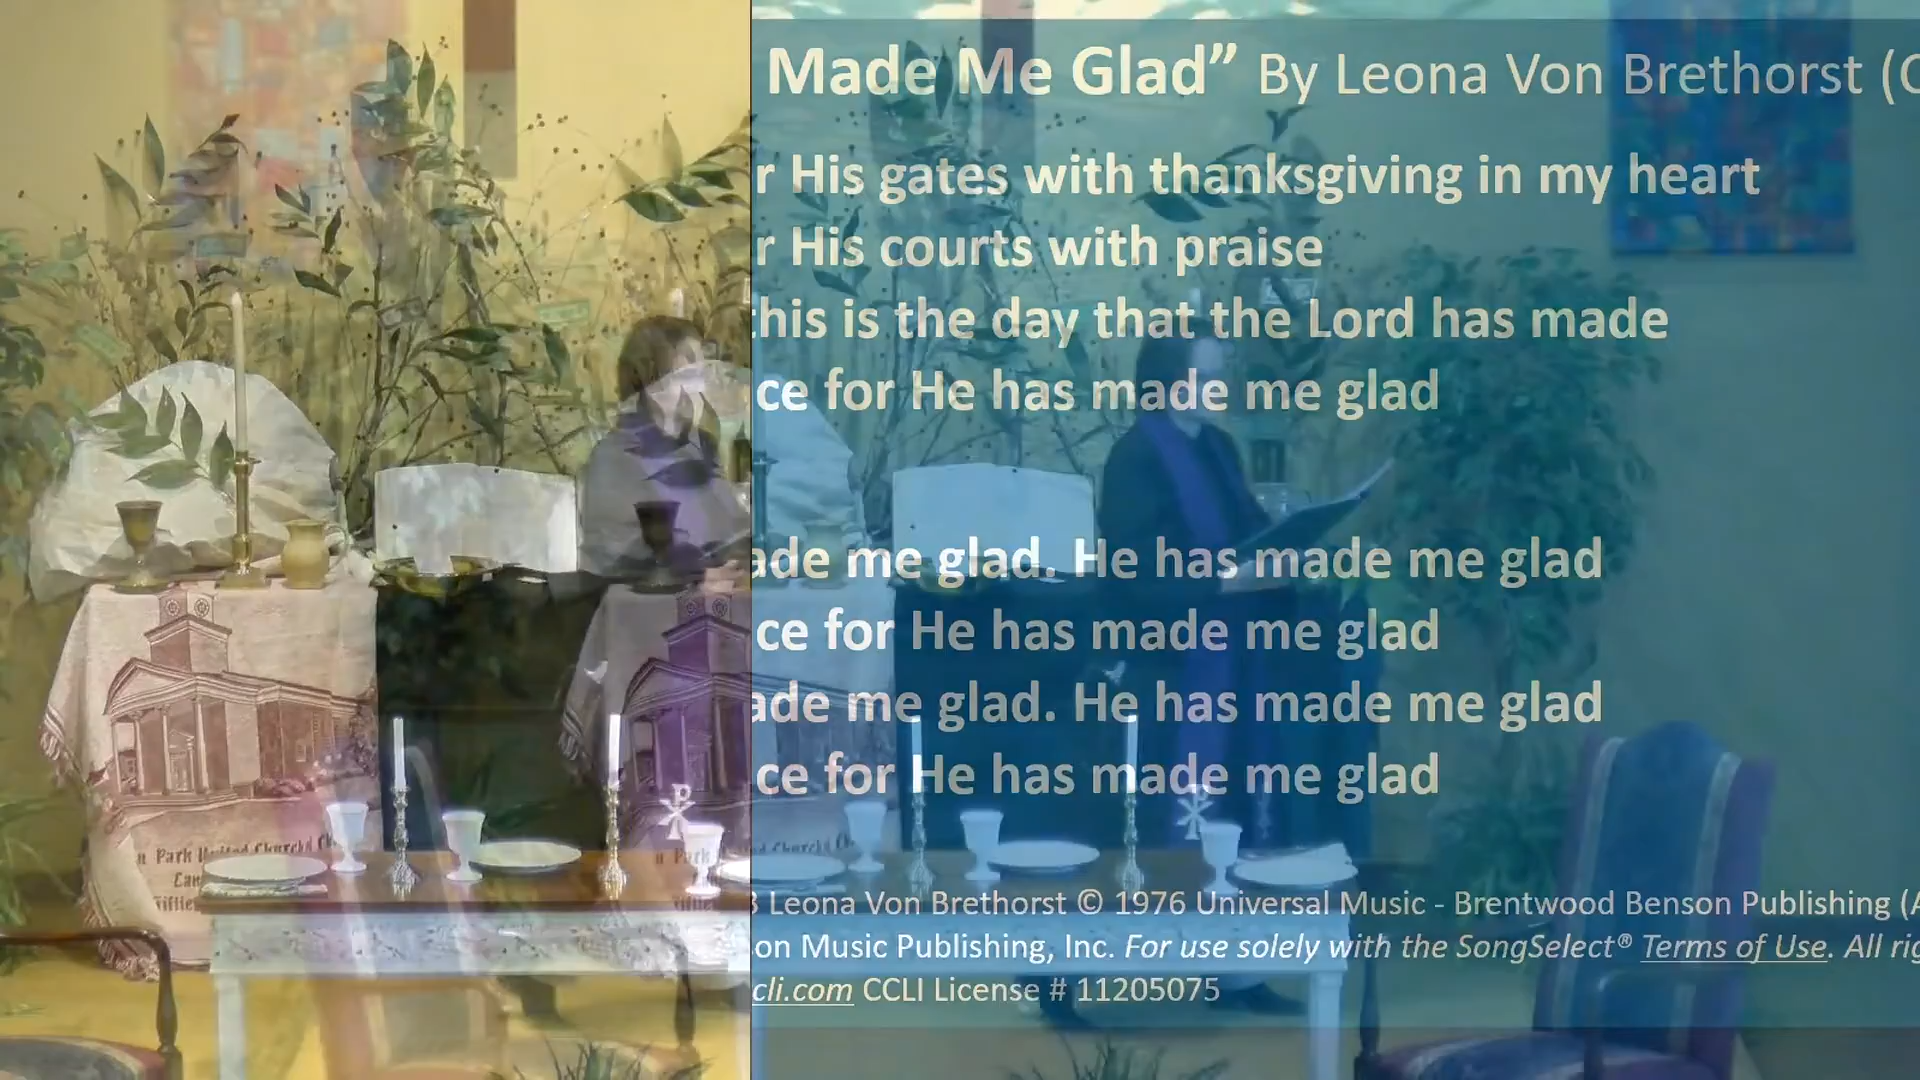 Made Me Glad” By Leona Von Brethorst (C
r His gates with thanksgiving in my heart
r His courts with praise
this is the day that the Lord has made
ce for He has made me glad
ade me glad. He has made me glad
ce for He has made me glad
ade me glad. He has made me glad
ce for He has made me glad
Park United Church
Park
Leona Von Brethorst © 1976 Universal Music - Brentwood Benson Publishing (A
on Music Publishing, Inc. For use solely with the SongSelect® Terms of Use. All rig
cli.com CCLI License # 11205075